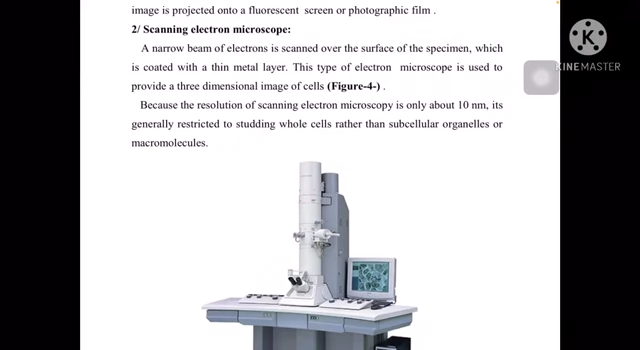 image is projected onto a fluorescent screen or photographic film .
2/ Scanning electron microscope:
A narrow beam of electrons is scanned over the surface of the specimen, which
is coated with a thin metal layer. This type of electron microscope is used to
provide a three dimensional image of cells (Figure-4-) .
Because the resolution of scanning electron microscopy is only about 10 nm, its
generally restricted to studding whole cells rather than subcellular organelles or
macromolecules.
KINEMASTER